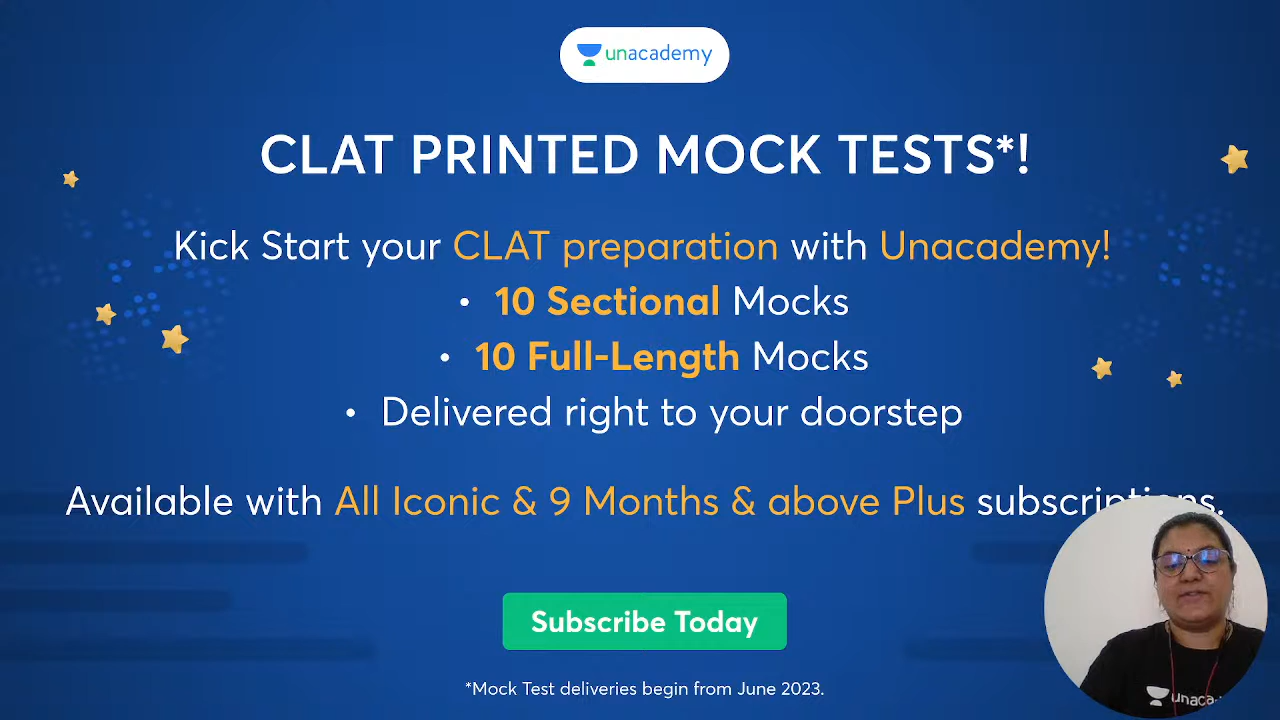 unacademy
CLAT PRINTED MOCK TESTS*!
Kick Start your CLAT preparation with Unacademy!
• 10 Sectional Mocks
• 10 Full-Length Mocks
• Delivered right to your doorstep
Available with All Iconic & 9 Months & above Plus subscriptions.
Subscribe Today
*Mock Test deliveries begin from June 2023.